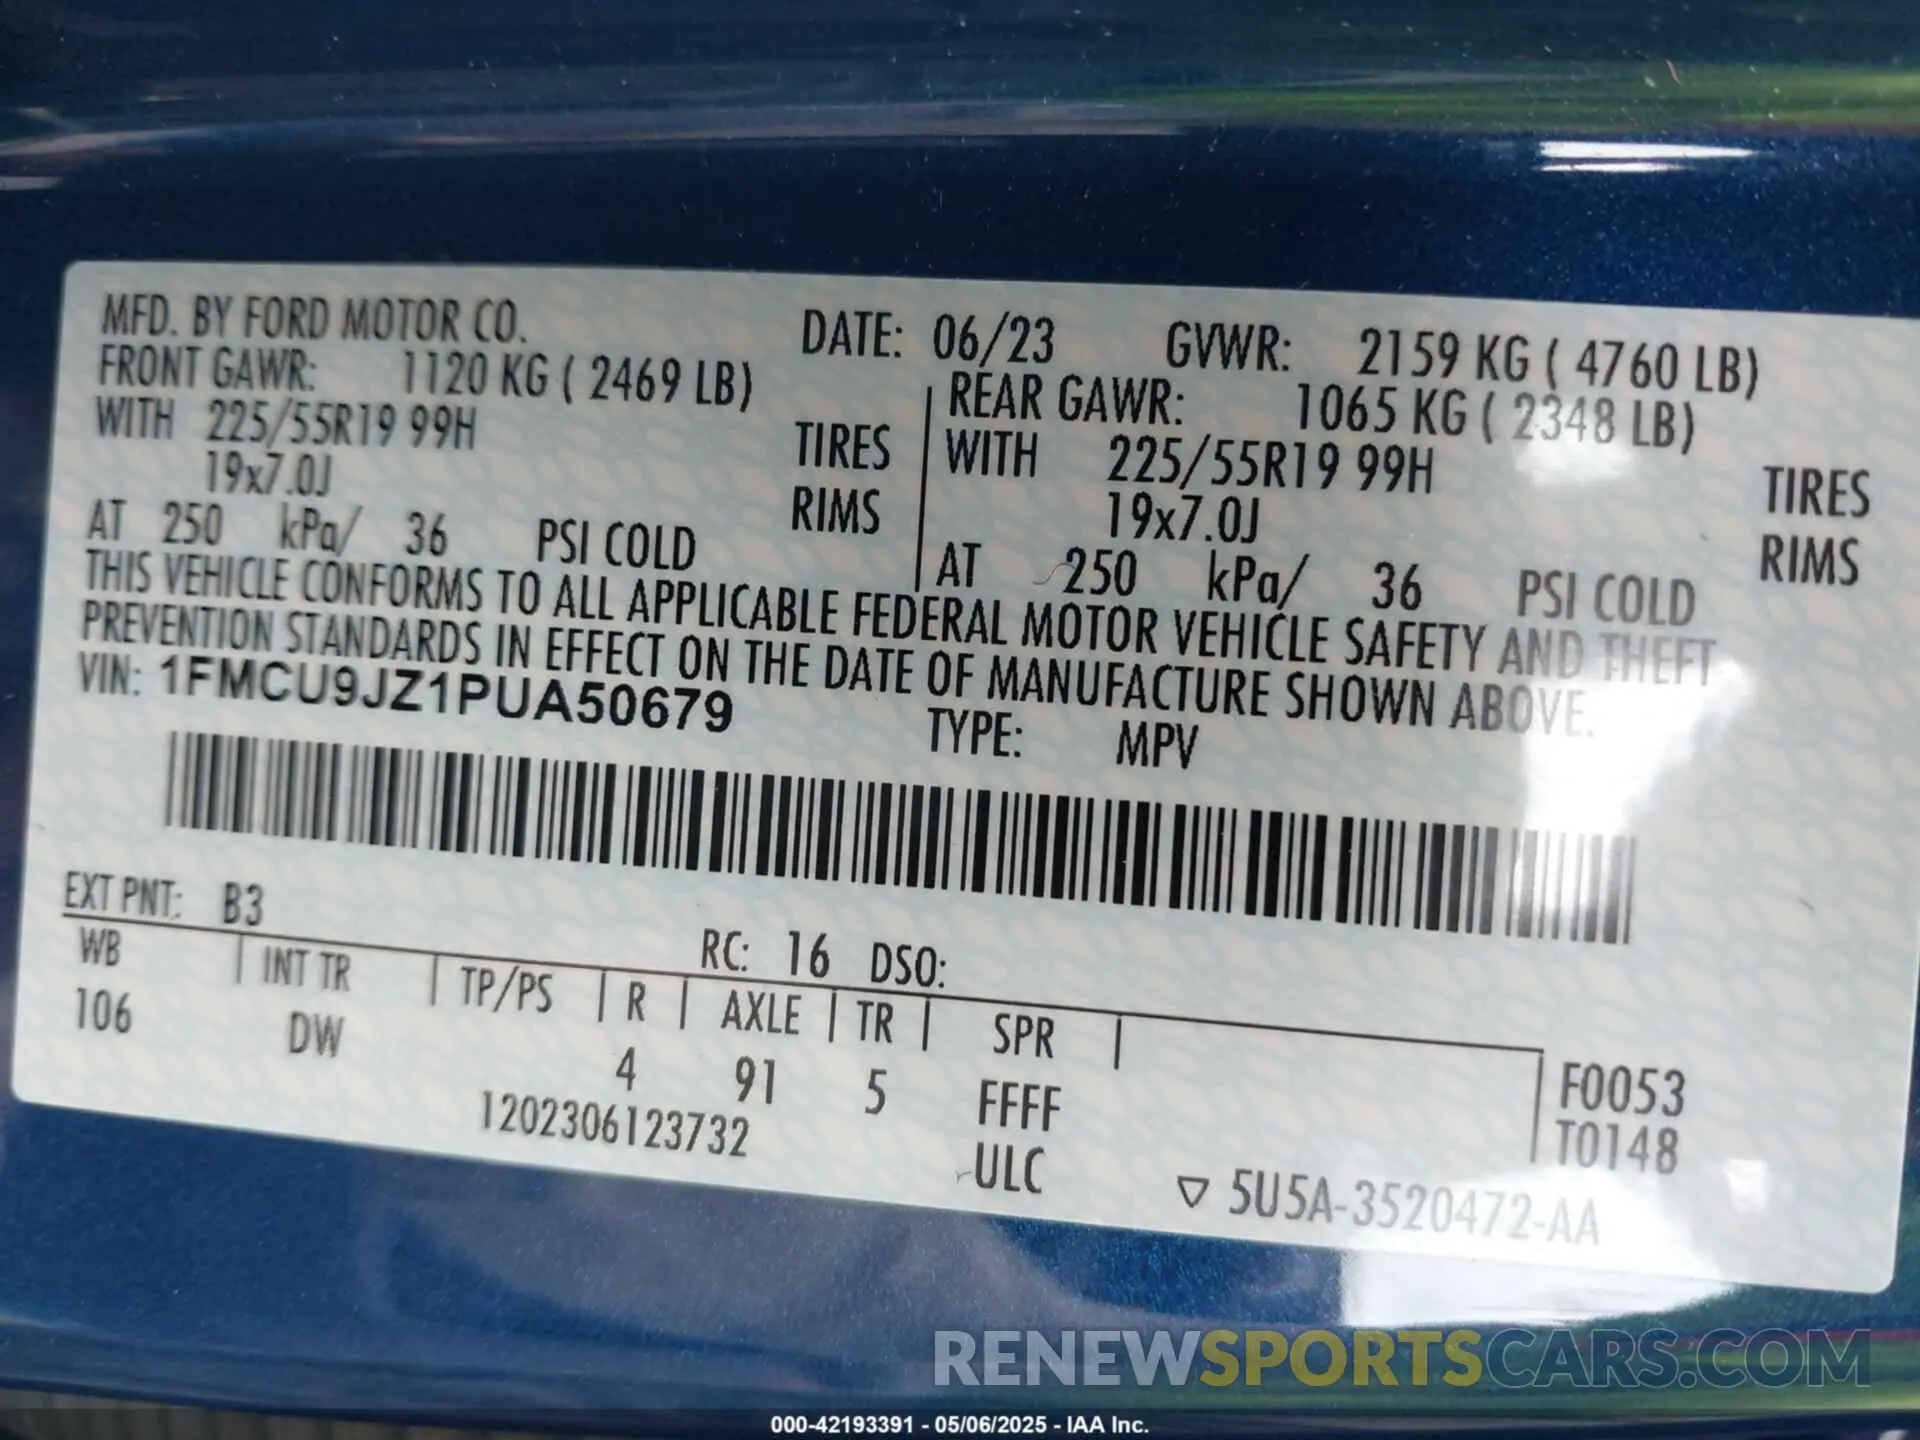 MFD. BY FORD MOTOR CO. DATE: 06/23 GVWR: 2159 KG ( 4760 LB)
FRONT GAWR: 1120 KG ( 2469 LB) REAR GAWR: 1065 KG ( 2348 LB)
WITH 225/55R19 99H TIRES WITH 225/55R19 99H TIRES
19x7.0J RIMS 19x7.0J RIMS
AT 250 kPa/ 36 PSI COLD AT 250 kPa/ 36 PSI COLD
THIS VEHICLE CONFORMS TO ALL APPLICABLE FEDERAL MOTOR VEHICLE SAFETY AND THEFT
PREVENTION STANDARDS IN EFFECT ON THE DATE OF MANUFACTURE SHOWN ABOVE.
VIN: 1FMCU9JZ1PUA50679 TYPE: MPV
EXT PNT: B3 RC: 16 DSO:
WB INT TR TP/PS R AXLE TR SPR
106 DW 4 91 5 FFFF F0053
1202306123732 ULC T0148
▽ 5U5A-3520472-AA
RENEWSPORTSCARS.COM
000-42193391 - 05/06/2025 - IAA Inc.